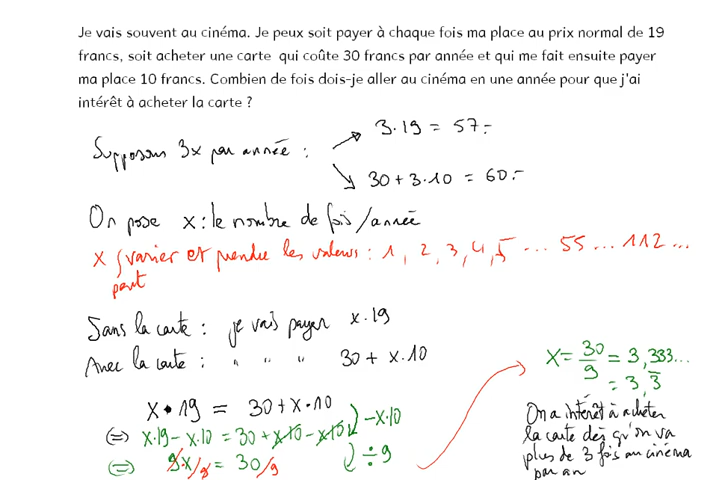 Je vais souvent au cinéma. Je peux soit payer à chaque fois ma place au prix normal de 19
francs, soit acheter une carte qui coûte 30 francs par année et qui me fait ensuite payer
ma place 10 francs. Combien de fois dois-je aller au cinéma en une année pour que j'ai
intérêt à acheter la carte ?
3·19 = 57.-
Supposons 3x par année :
30 + 3·10 = 60.-
On pose x : le nombre de fois / année
x varier et prendre les valeurs : 1, 2, 3, 4, 5 ... 55 ... 112 ...
peut
Sans la carte : je vais payer x·19
Avec la carte : " " " 30 + x·10
x·19 = 30 + x·10
⇔ x·19 - x·10 = 30 + x·10 - x·10
-x·10
⇔ 9x/9 = 30/9
÷9
x = 30/9 = 3,333...
= 3,3̅
On a intérêt à acheter
la carte dès qu'on va
plus de 3 fois au cinéma
par an